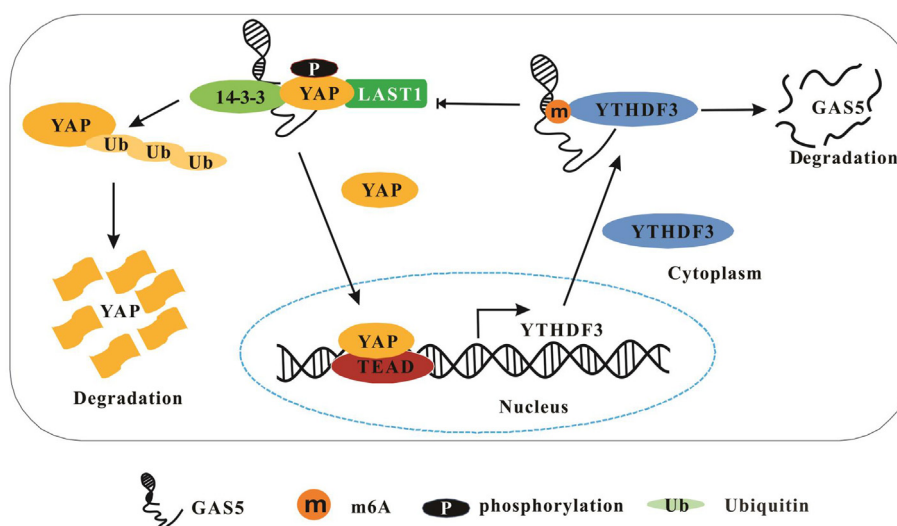 P
14-3-3 YAP LAST1
YAP
Ub Ub Ub
m YTHDF3
GAS5
Degradation
YAP
YTHDF3
Cytoplasm
YAP
Degradation
YAP
TEAD
YTHDF3
Nucleus
GAS5 m m6A P phosphorylation Ub Ubiquitin